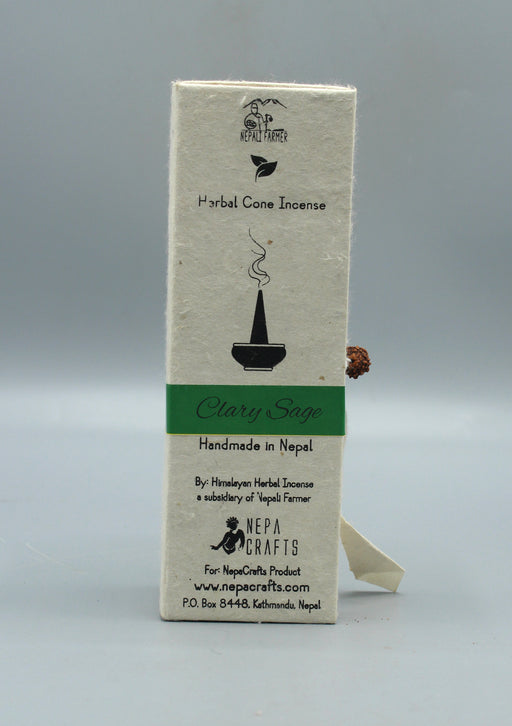 NEPALI FARMER
Herbal Cone Incense
Clary Sage
Handmade in Nepal
By: Himalayan Herbal Incense
a subsidiary of Nepali Farmer
NEPA
CRAFTS
For: NepaCrafts Product
www.nepacrafts.com
P.O. Box 8448, Kathmandu, Nepal